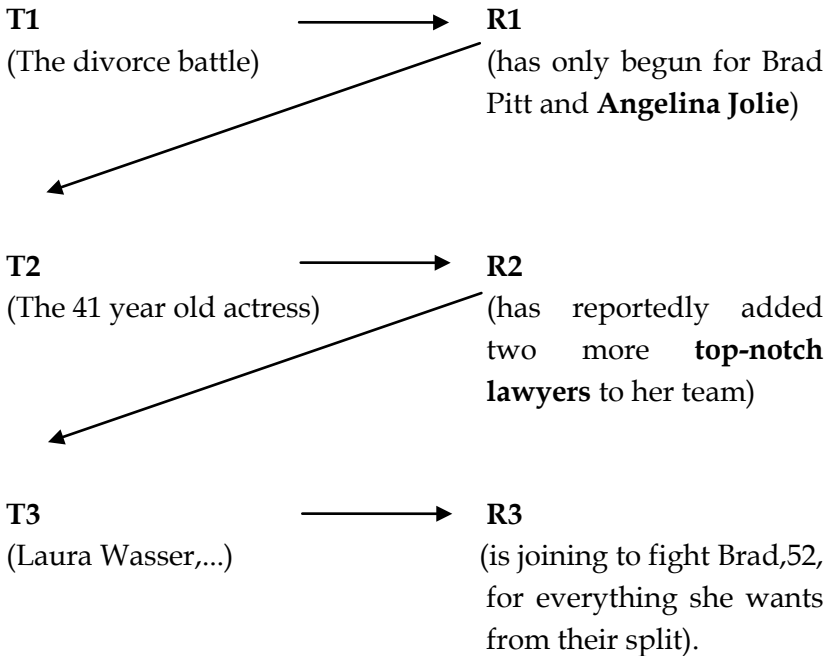 T1
R1
(The divorce battle)
(has only begun for Brad
Pitt and Angelina Jolie)
T2
R2
(The 41 year old actress)
(has reportedly added
two more top-notch
lawyers to her team)
T3
R3
(Laura Wasser,...)
(is joining to fight Brad,52,
for everything she wants
from their split).